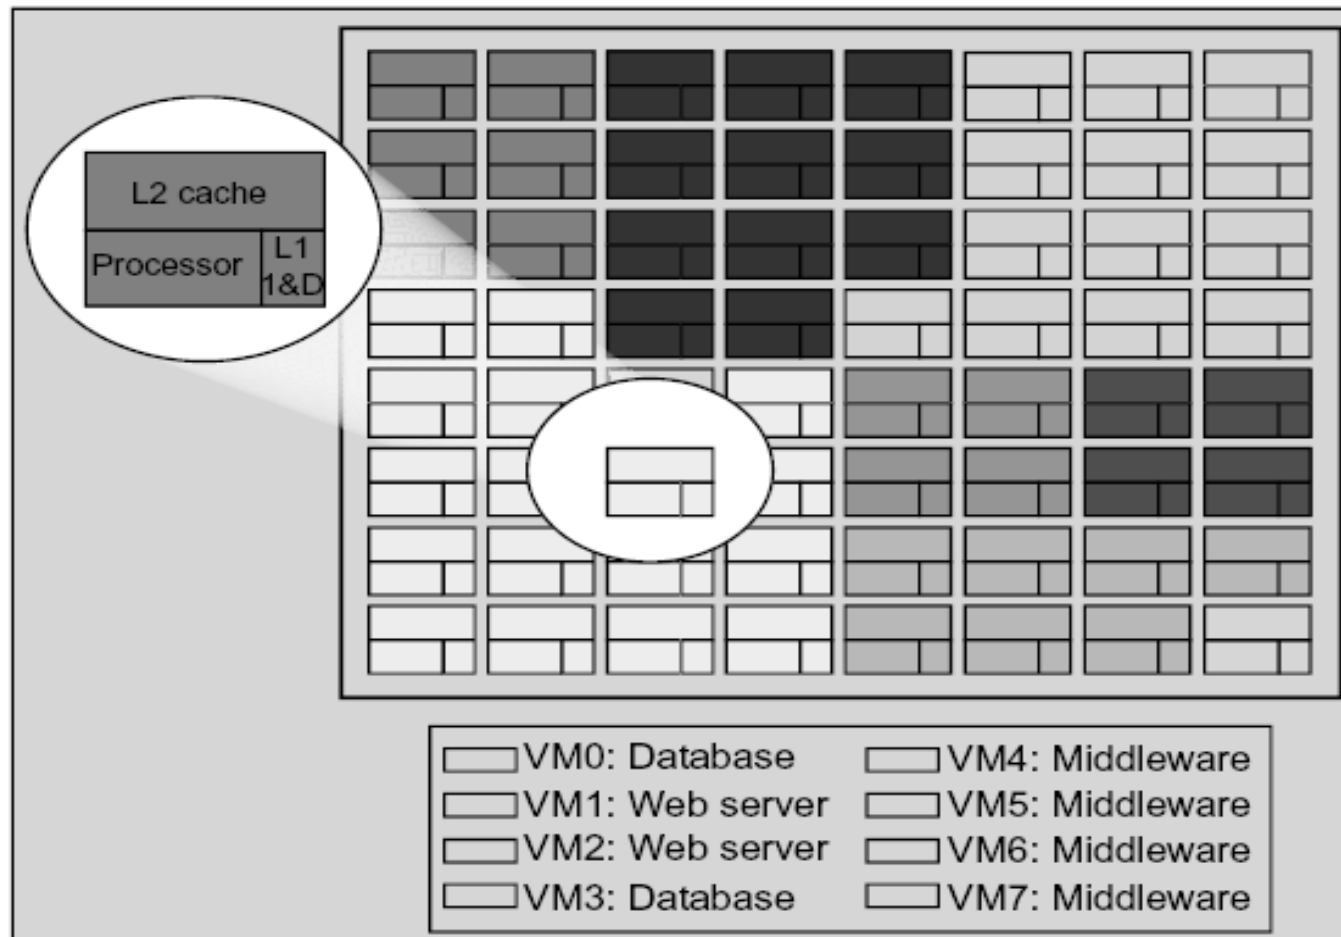 L2 cache
Processor
L1
1&D
VM0: Database
VM1: Web server
VM2: Web server
VM3: Database
VM4: Middleware
VM5: Middleware
VM6: Middleware
VM7: Middleware